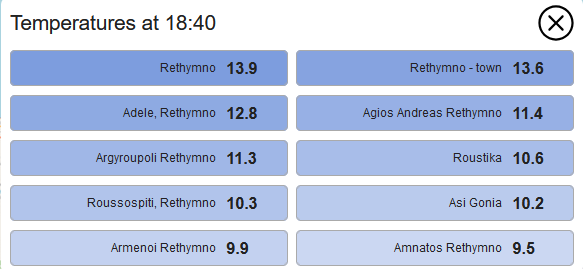 Temperatures at 18:40
Rethymno 13.9
Rethymno - town 13.6
Adele, Rethymno 12.8
Agios Andreas Rethymno 11.4
Argyroupoli Rethymno 11.3
Roustika 10.6
Roussospiti, Rethymno 10.3
Asi Gonia 10.2
Armenoi Rethymno 9.9
Amnatos Rethymno 9.5